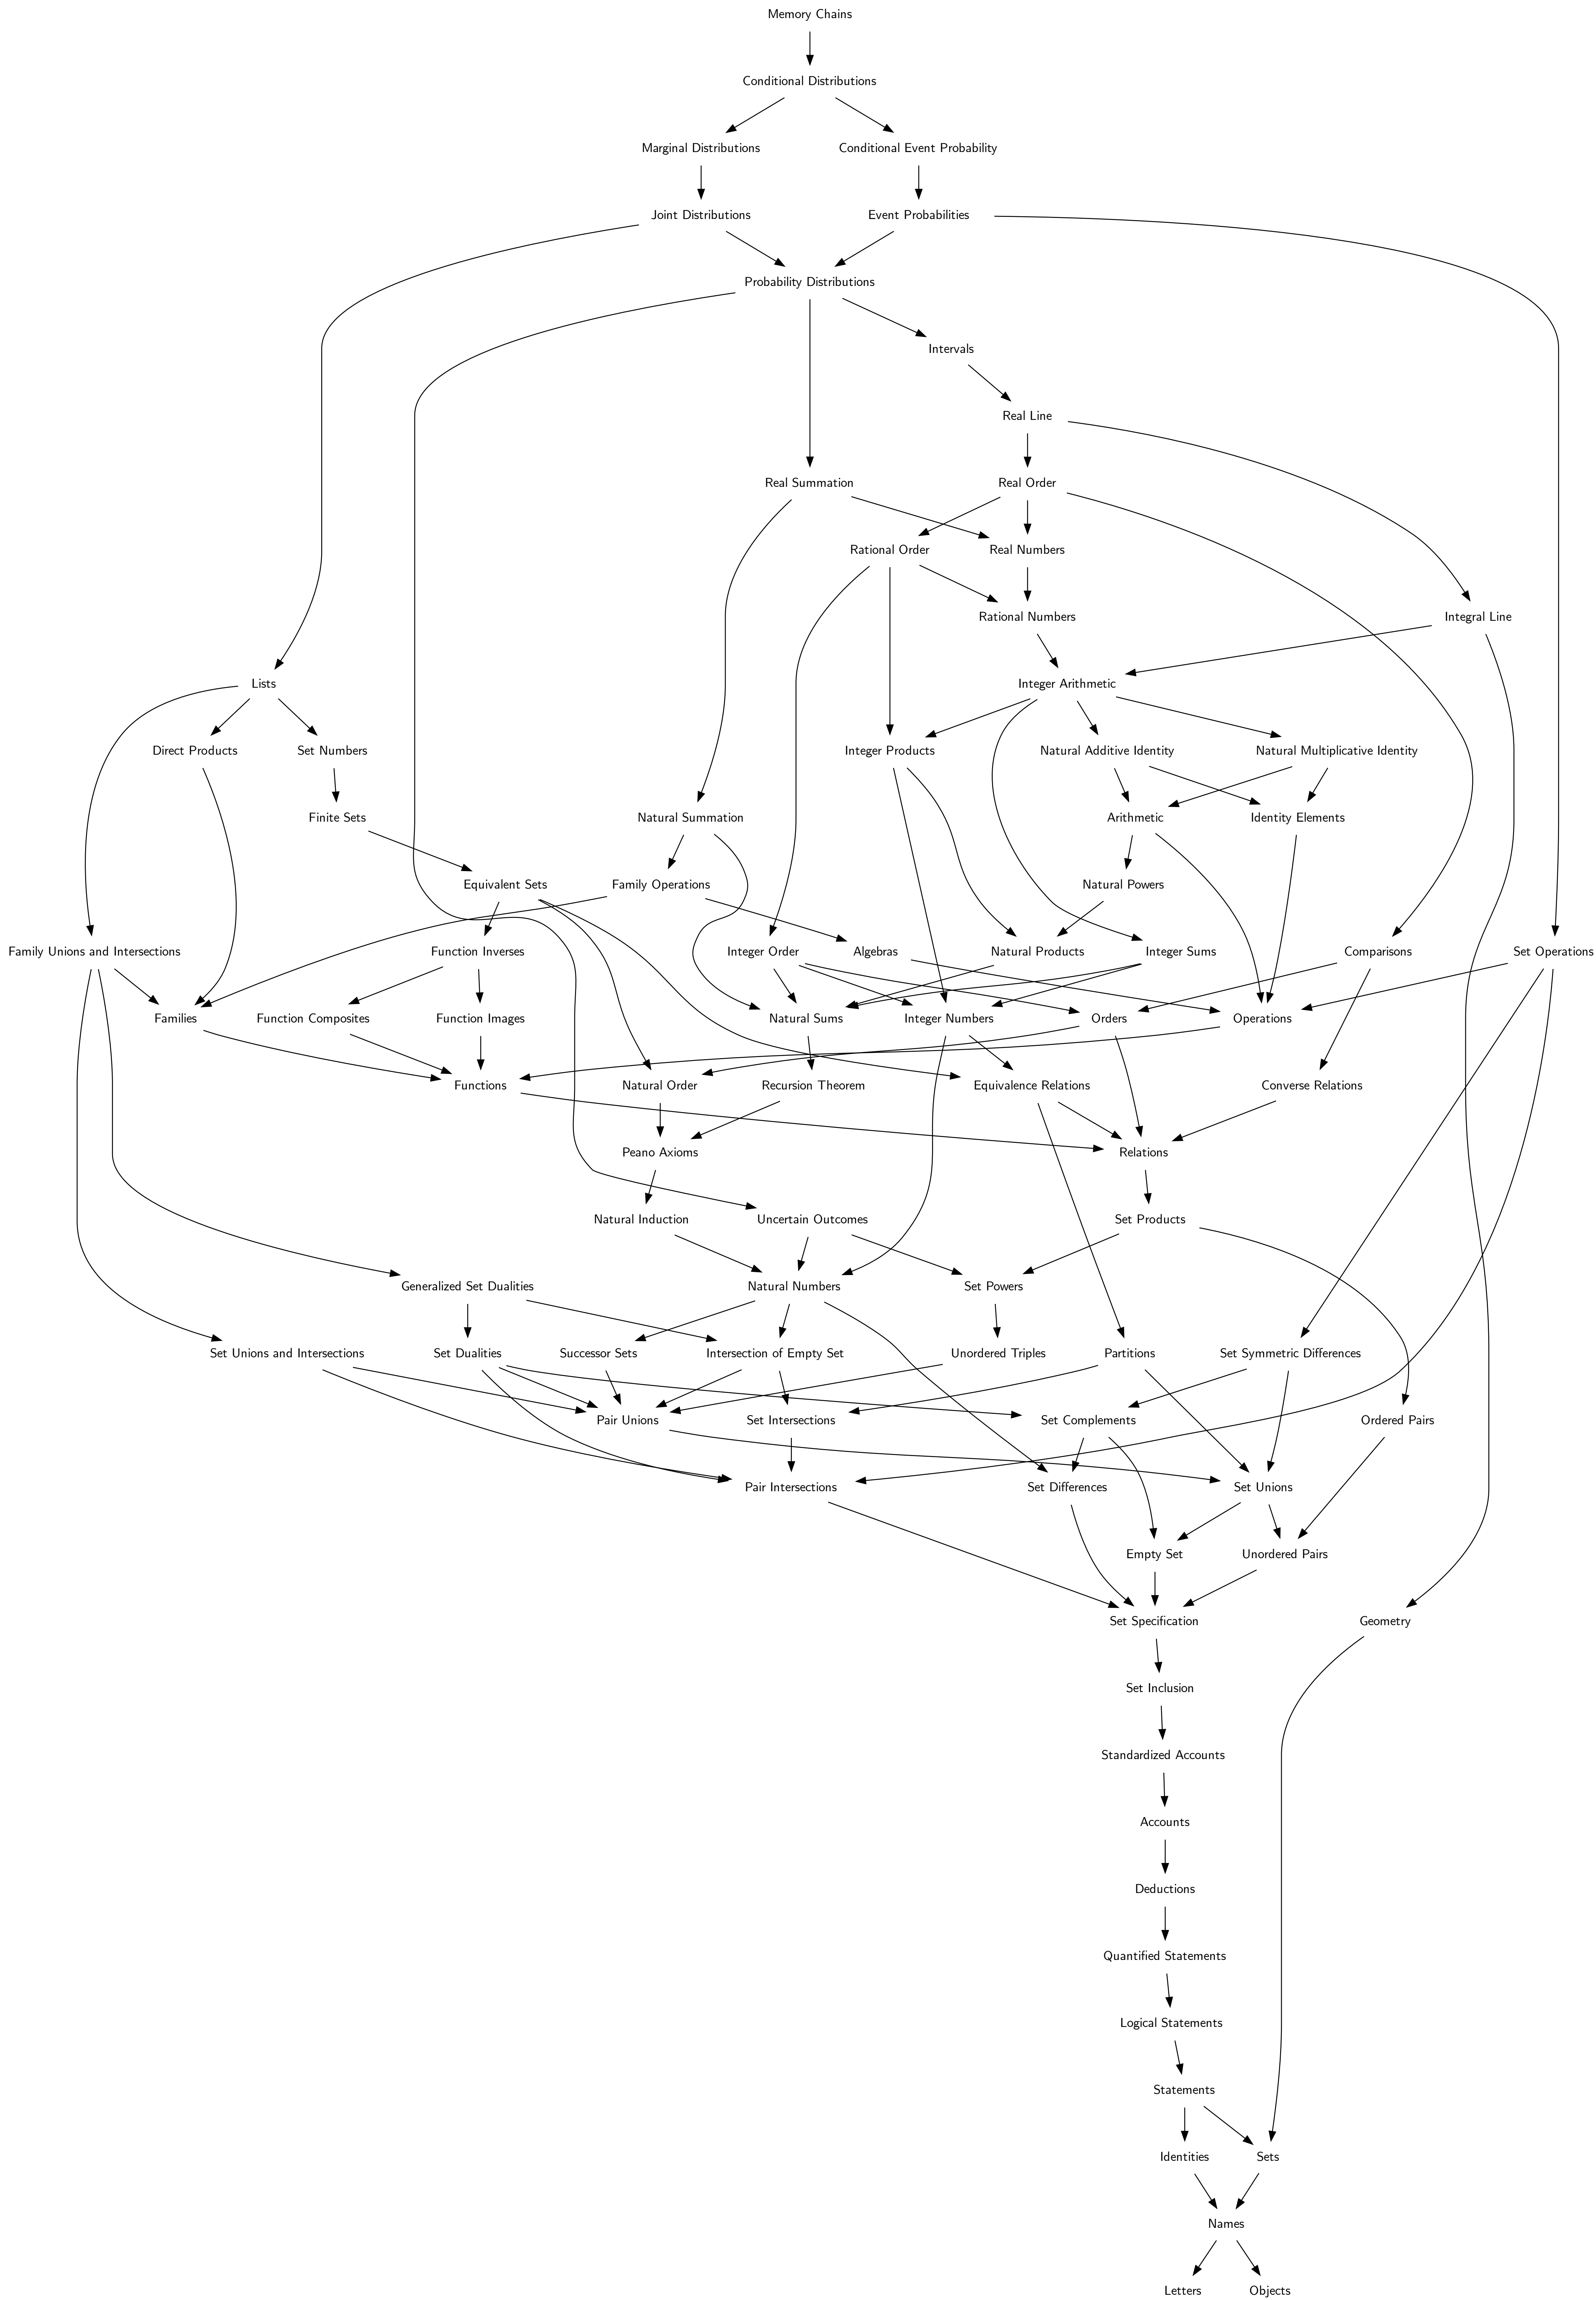 Memory Chains
Conditional Distributions
Marginal Distributions
Conditional Event Probability
Joint Distributions
Event Probabilities
Probability Distributions
Intervals
Real Line
Real Summation
Real Order
Rational Order
Real Numbers
Rational Numbers
Integral Line
Lists
Integer Arithmetic
Direct Products
Set Numbers
Integer Products
Natural Additive Identity
Natural Multiplicative Identity
Finite Sets
Natural Summation
Arithmetic
Identity Elements
Equivalent Sets
Family Operations
Natural Powers
Family Unions and Intersections
Function Inverses
Integer Order
Algebras
Natural Products
Integer Sums
Comparisons
Set Operations
Families
Function Composites
Function Images
Natural Sums
Integer Numbers
Orders
Operations
Functions
Natural Order
Recursion Theorem
Equivalence Relations
Converse Relations
Peano Axioms
Relations
Natural Induction
Uncertain Outcomes
Set Products
Generalized Set Dualities
Natural Numbers
Set Powers
Set Unions and Intersections
Set Dualities
Successor Sets
Intersection of Empty Set
Unordered Triples
Partitions
Set Symmetric Differences
Pair Unions
Set Intersections
Set Complements
Ordered Pairs
Pair Intersections
Set Differences
Set Unions
Empty Set
Unordered Pairs
Set Specification
Geometry
Set Inclusion
Standardized Accounts
Accounts
Deductions
Quantified Statements
Logical Statements
Statements
Identities
Sets
Names
Letters
Objects